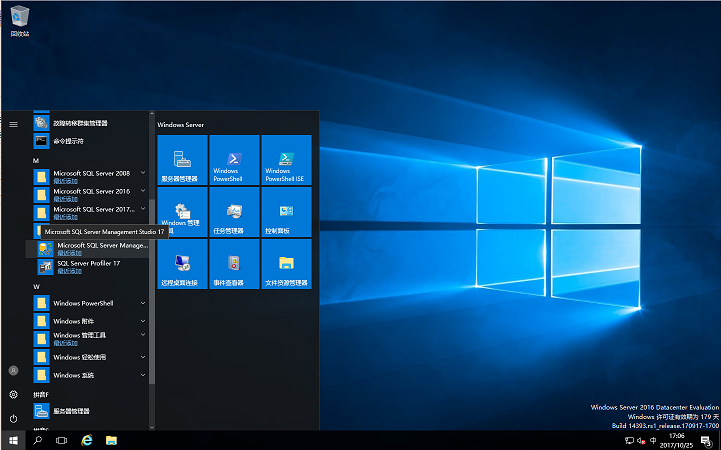 回收站
故障转移群集管理器
命令提示符
M
Microsoft SQL Server 2008
最近添加
Microsoft SQL Server 2016
最近添加
Microsoft SQL Server 2017...
最近添加
Microsoft SQL Server Management Studio 17
Microsoft SQL Server Manage...
最近添加
SQL Server Profiler 17
最近添加
W
Windows PowerShell
Windows 附件
Windows 管理工具
最近添加
Windows 轻松使用
Windows 系统
拼音F
服务器管理器
Windows Server
服务器管理器
Windows PowerShell
Windows PowerShell ISE
Windows 管理
任务管理器
控制面板
远程桌面连接
事件查看器
文件资源管理器
Windows Server 2016 Datacenter Evaluation
Windows 许可证有效期为 179 天
Build 14393.rs1_release.170917-1700
中
17:06
2017/10/25
3